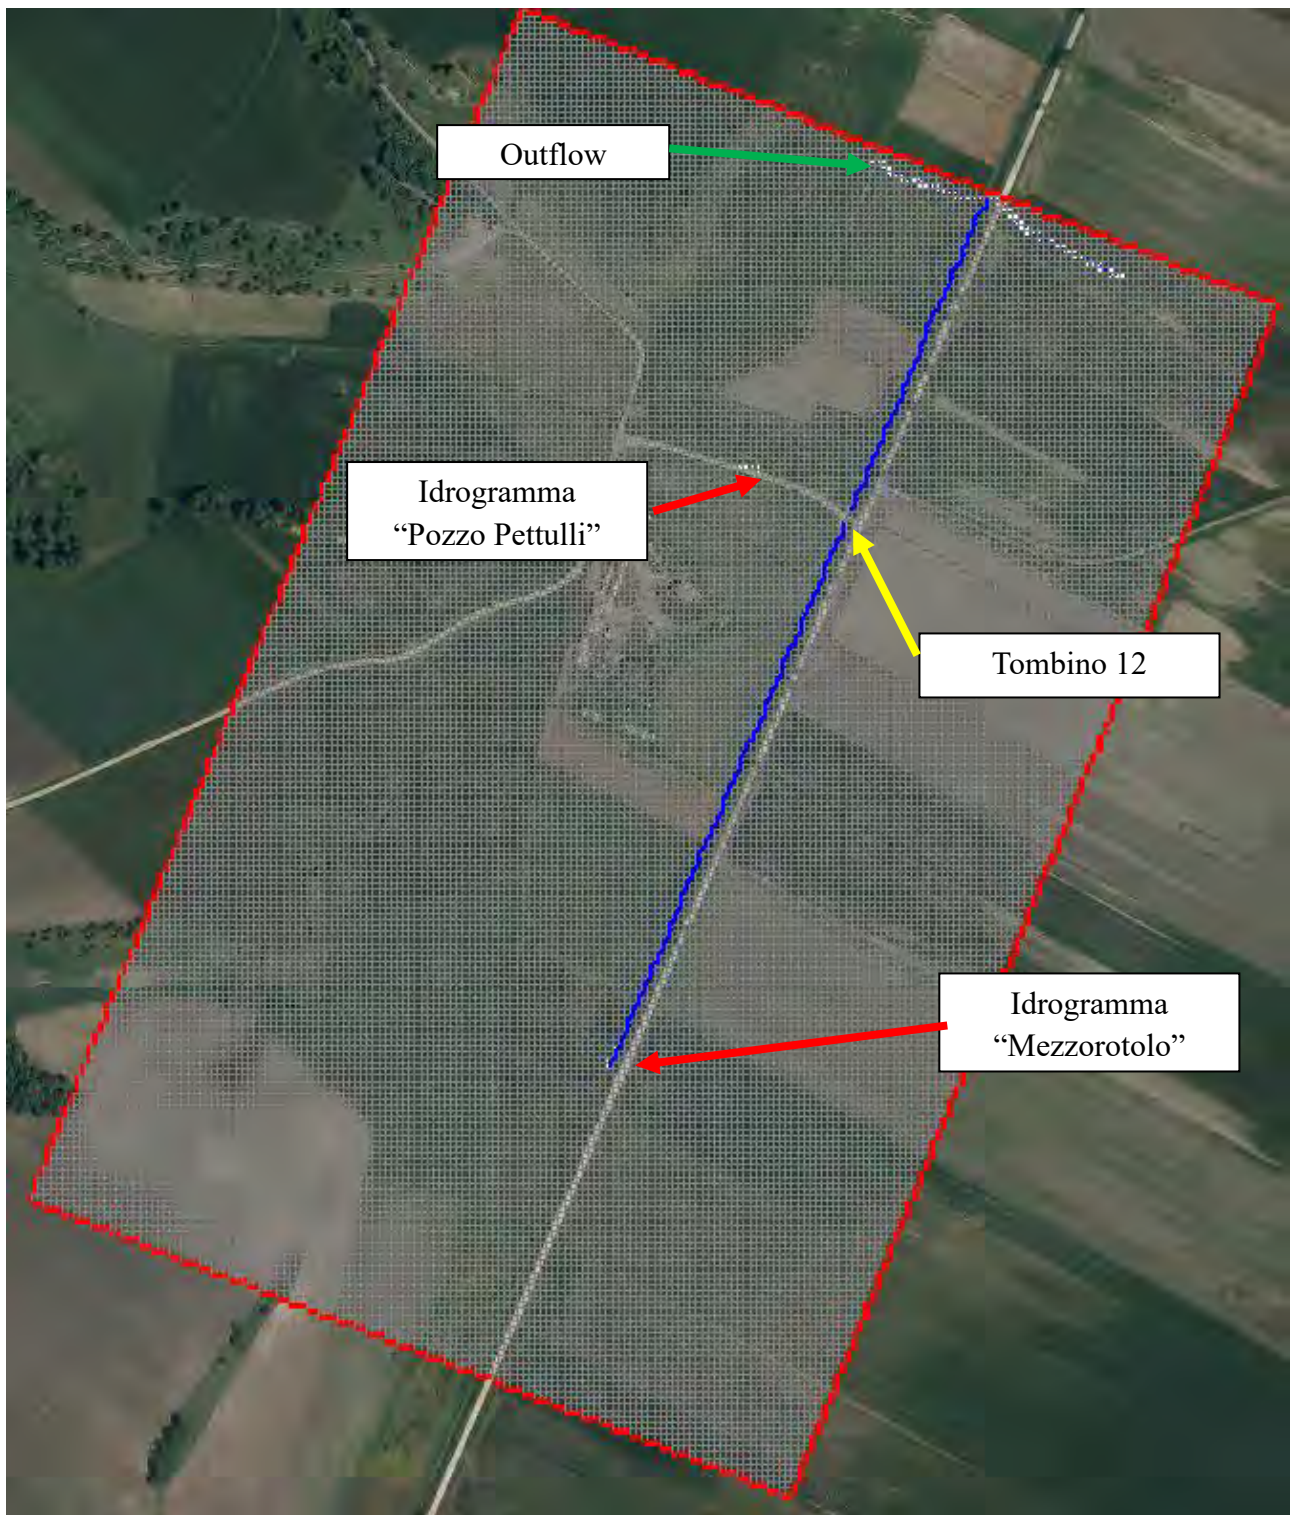 Outflow
Idrogramma
“Pozzo Pettulli”
Tombino 12
Idrogramma
“Mezzorotolo”